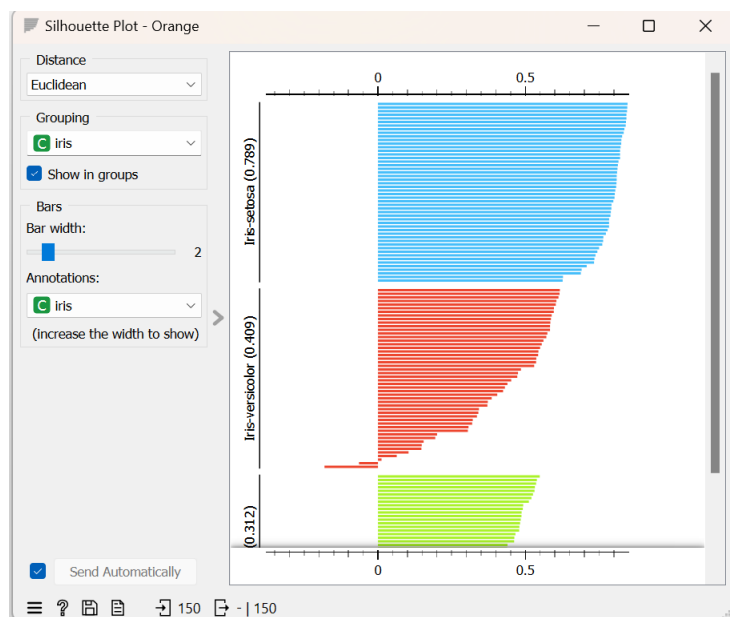 Silhouette Plot - Orange
Distance
Euclidean
Grouping
C iris
Show in groups
Bars
Bar width:
2
Annotations:
C iris
(increase the width to show)
Send Automatically
? 150 - | 150
0 0.5
Iris-setosa (0.789)
Iris-versicolor (0.409)
(0.312)
0 0.5